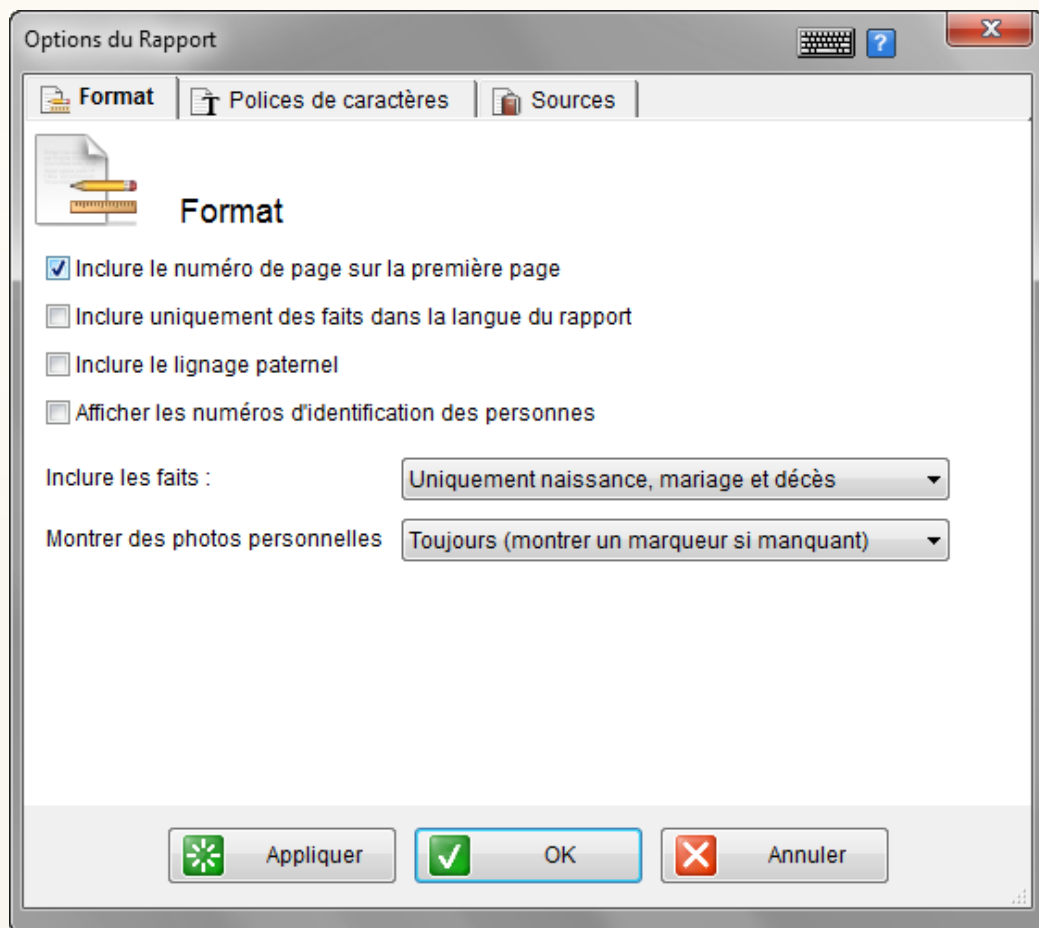 Options du Rapport
?
Format
Polices de caractères
Sources
Format
Inclure le numéro de page sur la première page
Inclure uniquement des faits dans la langue du rapport
Inclure le lignage paternel
Afficher les numéros d'identification des personnes
Inclure les faits : Uniquement naissance, mariage et décès
Montrer des photos personnelles Toujours (montrer un marqueur si manquant)
Appliquer
OK
Annuler